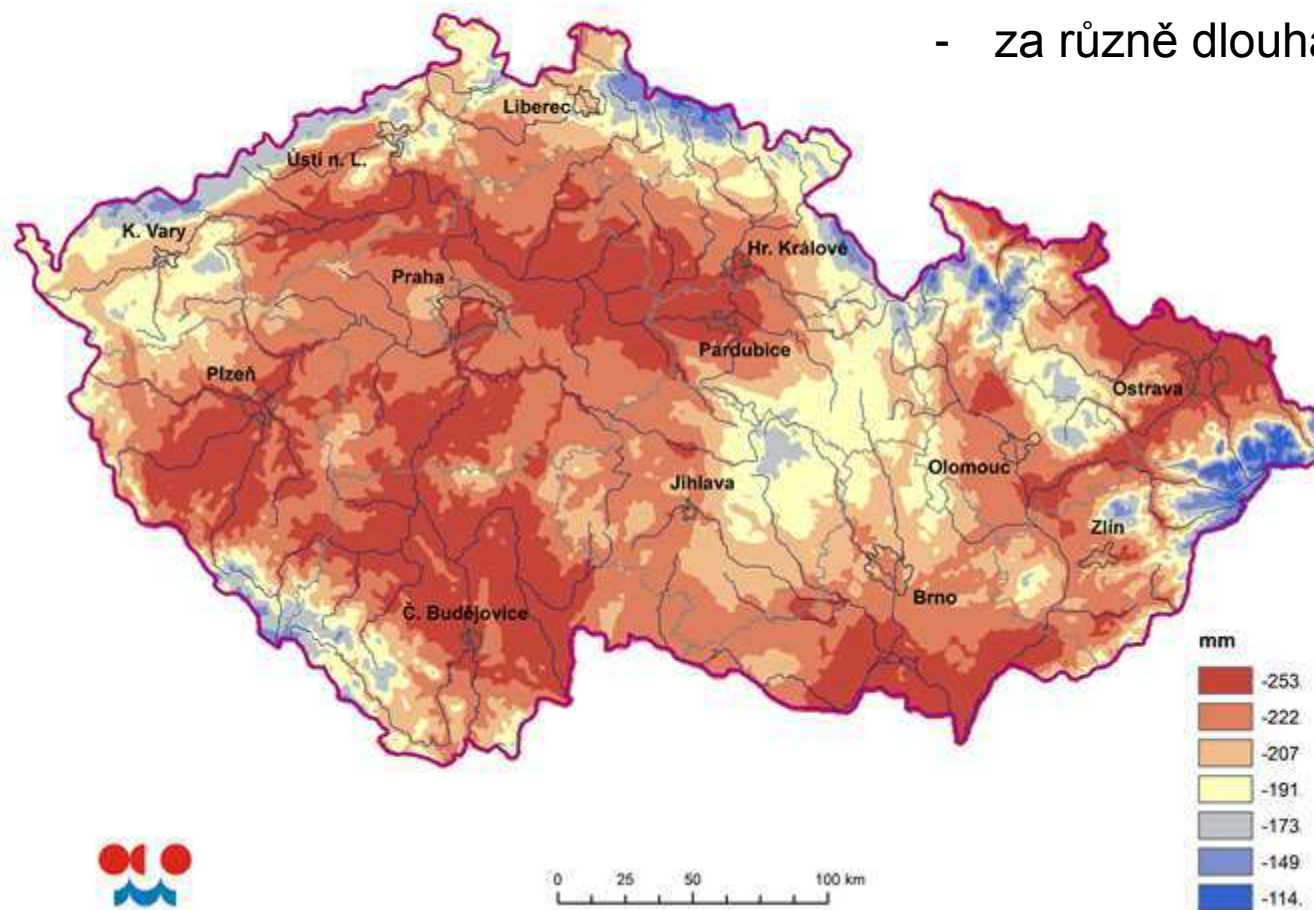 - za různě dlouhá
Liberec
Ústí n. L.
K. Vary
Hr. Králové
Praha
Pardubice
Plzeň
Ostrava
Olomouc
Jihlava
Zlín
Brno
Č. Budějovice
mm
-253.
-222
-207
-191.
-173.
-149.
-114.
0 25 50 100 km